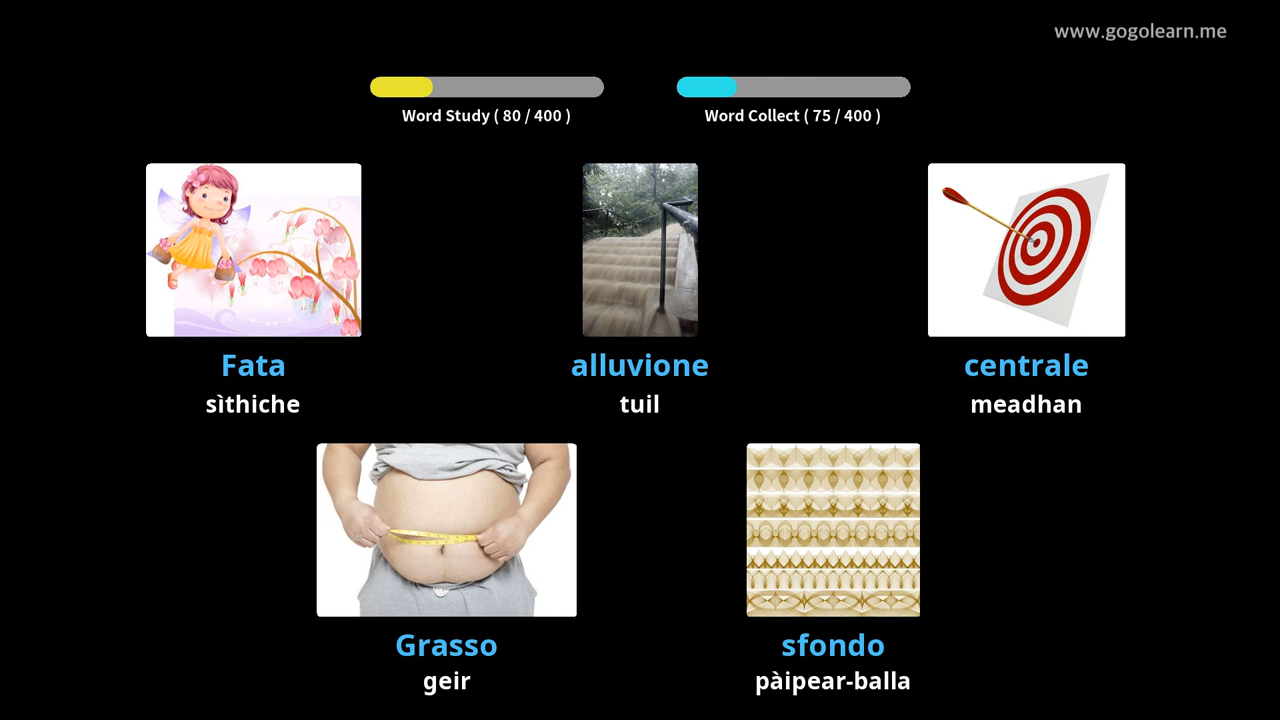 www.gogolearn.me
Word Study ( 80 / 400 )
Word Collect ( 75 / 400 )
Fata
sìthiche
alluvione
tuil
centrale
meadhan
Grasso
geir
sfondo
pàipear-balla